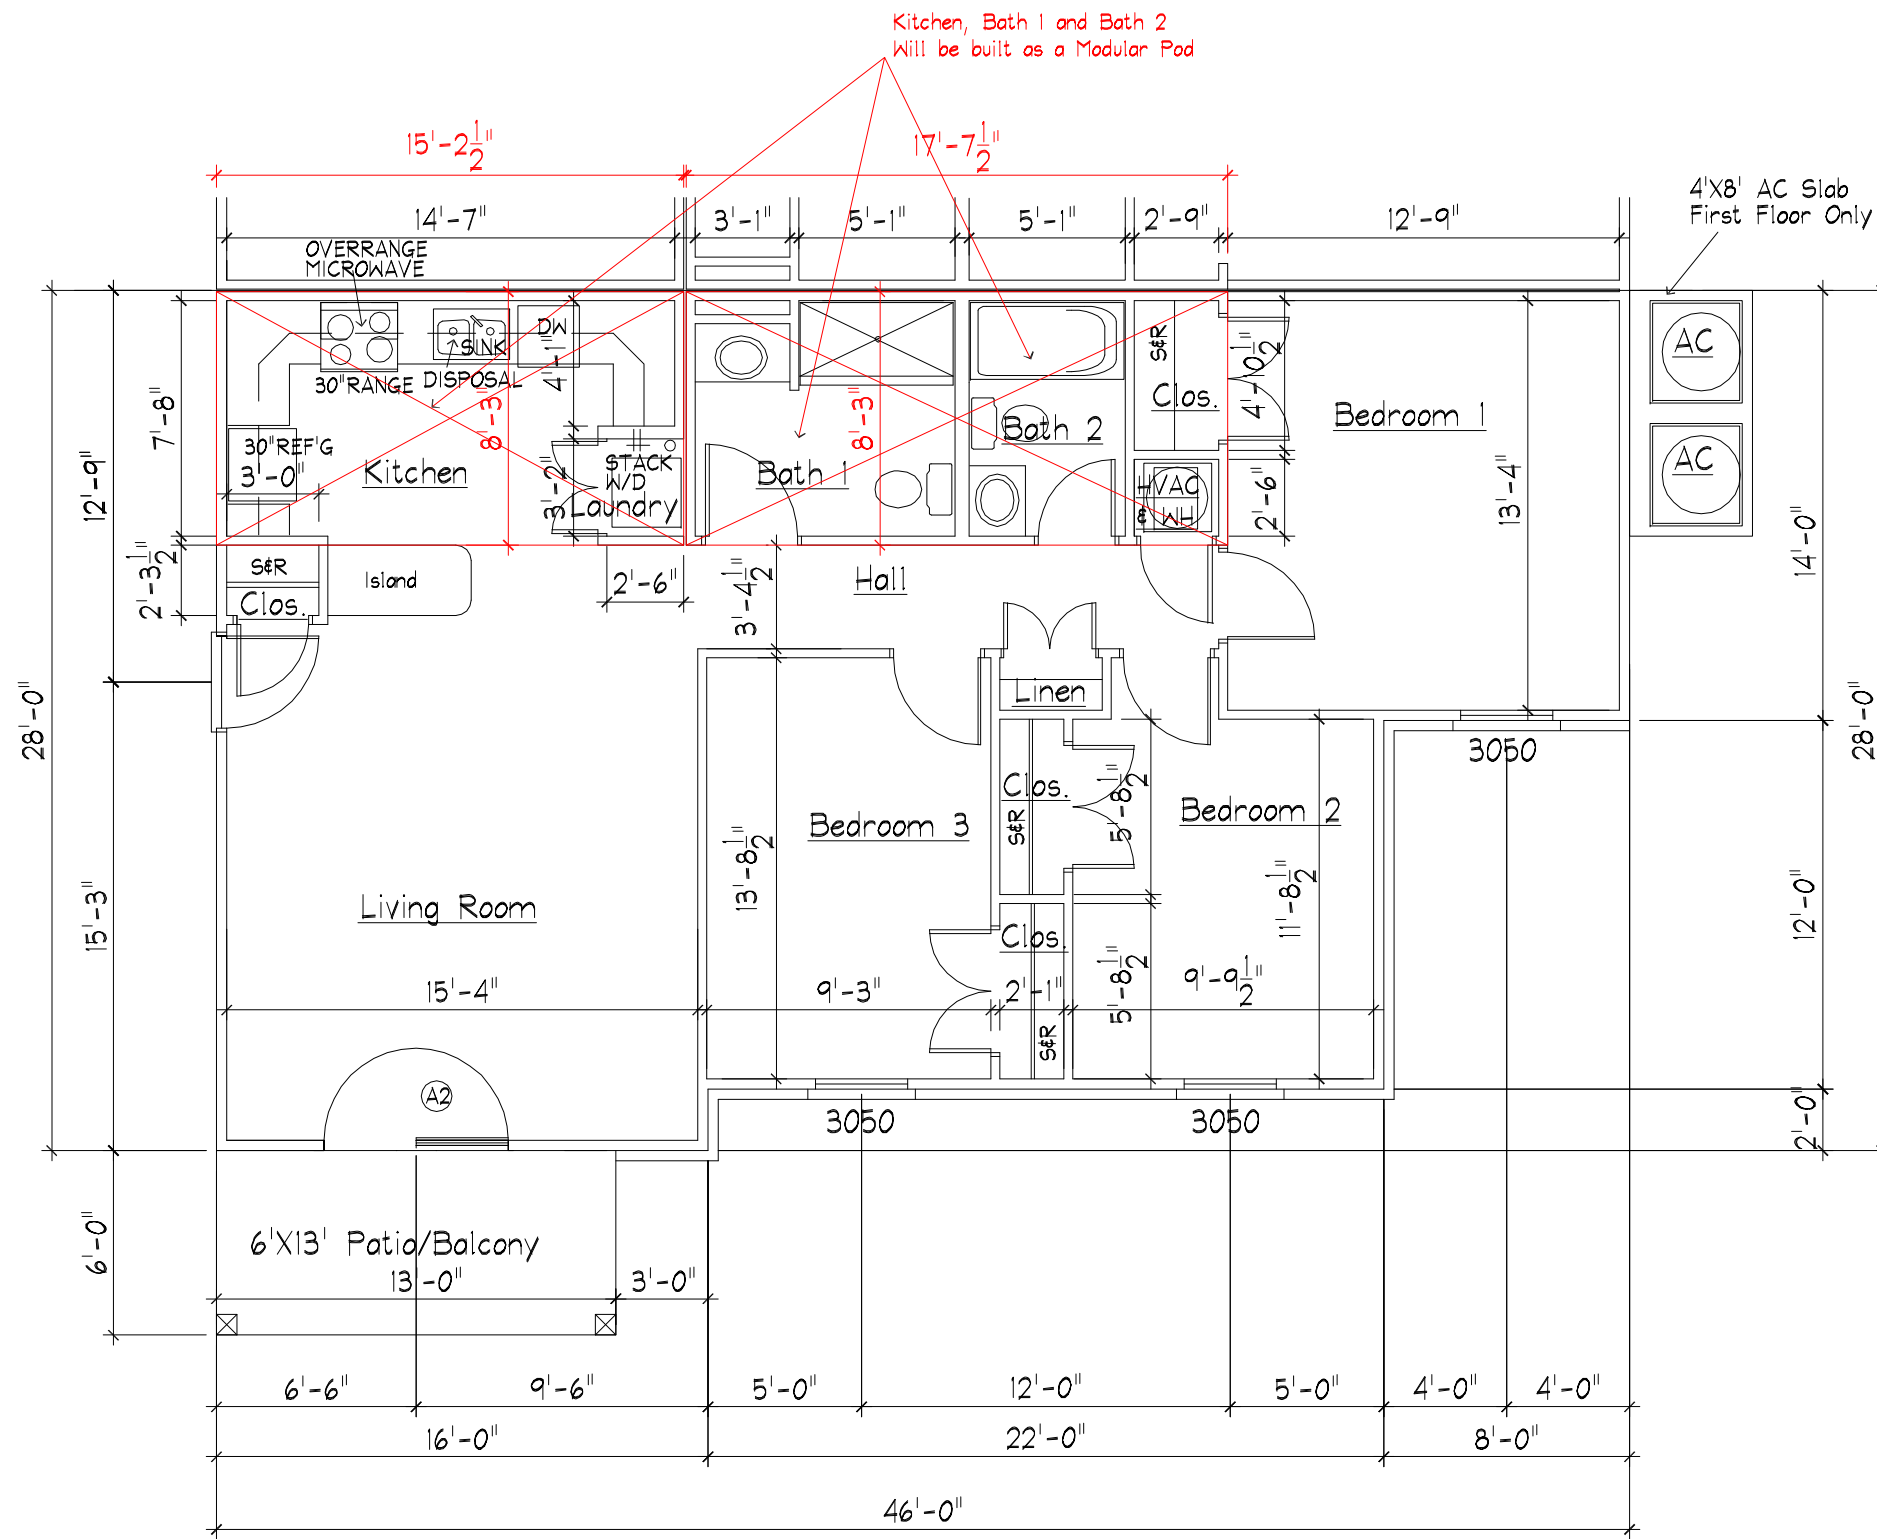 Kitchen, Bath 1 and Bath 2
Will be built as a Modular Pod
15'-2 1/2"
17'-7 1/2"
4'X8' AC Slab
First Floor Only
14'-7"
3'-1"
5'-1"
5'-1"
2'-9"
12'-9"
OVERRANGE
MICROWAVE
DW
SINK
30"RANGE
DISPOSAL
4'-1"
8'-3"
8'-3"
S&R
Clos.
4'-10 1/2"
Bedroom 1
AC
AC
7'-8"
12'-9"
30"REF'G
3'-0"
Kitchen
STACK
W/D
Laundry
3'-2"
Bath 1
Bath 2
HVAC
& WH
2'-6"
13'-4"
14'-0"
2'-3 1/2"
S&R
Clos.
Island
2'-6"
3'-4 1/2"
Hall
Linen
28'-0"
28'-0"
3050
Clos.
S&R
5'-8 1/2"
Bedroom 2
Bedroom 3
13'-8 1/2"
11'-8 1/2"
Living Room
15'-3"
12'-0"
Clos.
S&R
5'-8 1/2"
15'-4"
9'-3"
2'-1"
9'-9 1/2"
A2
3050
3050
2'-0"
6'-0"
6'X13' Patio/Balcony
13'-0"
3'-0"
6'-6"
9'-6"
5'-0"
12'-0"
5'-0"
4'-0"
4'-0"
16'-0"
22'-0"
8'-0"
46'-0"